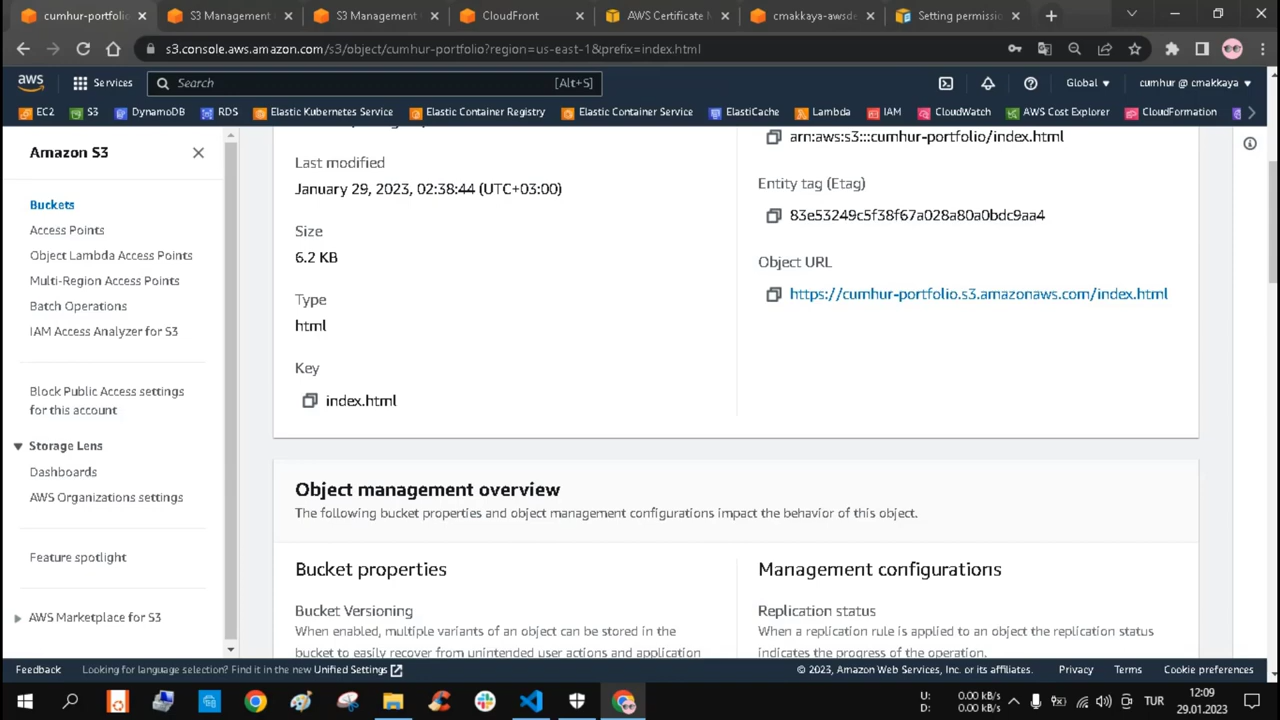 cumhur-portfolio
S3 Management
S3 Management
CloudFront
AWS Certificate M
cmakkaya-awsde
Setting permissio
s3.console.aws.amazon.com/s3/object/cumhur-portfolio?region=us-east-1&prefix=index.html
aws
Services
Search
[Alt+S]
Global
cumhur @ cmakkaya
EC2
S3
DynamoDB
RDS
Elastic Kubernetes Service
Elastic Container Registry
Elastic Container Service
ElastiCache
Lambda
IAM
CloudWatch
AWS Cost Explorer
CloudFormation
Amazon S3
Buckets
Access Points
Object Lambda Access Points
Multi-Region Access Points
Batch Operations
IAM Access Analyzer for S3
Block Public Access settings
for this account
Storage Lens
Dashboards
AWS Organizations settings
Feature spotlight
AWS Marketplace for S3
Last modified
January 29, 2023, 02:38:44 (UTC+03:00)
Size
6.2 KB
Type
html
Key
index.html
arn:aws:s3:::cumhur-portfolio/index.html
Entity tag (Etag)
83e53249c5f38f67a028a80a0bdc9aa4
Object URL
https://cumhur-portfolio.s3.amazonaws.com/index.html
Object management overview
The following bucket properties and object management configurations impact the behavior of this object.
Bucket properties
Bucket Versioning
When enabled, multiple variants of an object can be stored in the
bucket to easily recover from unintended user actions and application
Management configurations
Replication status
When a replication rule is applied to an object the replication status
indicates the progress of the operation.
Feedback
Looking for language selection? Find it in the new Unified Settings
© 2023, Amazon Web Services, Inc. or its affiliates.
Privacy
Terms
Cookie preferences
U: 0.00 kB/s
D: 0.00 kB/s
TUR
12:09
29.01.2023